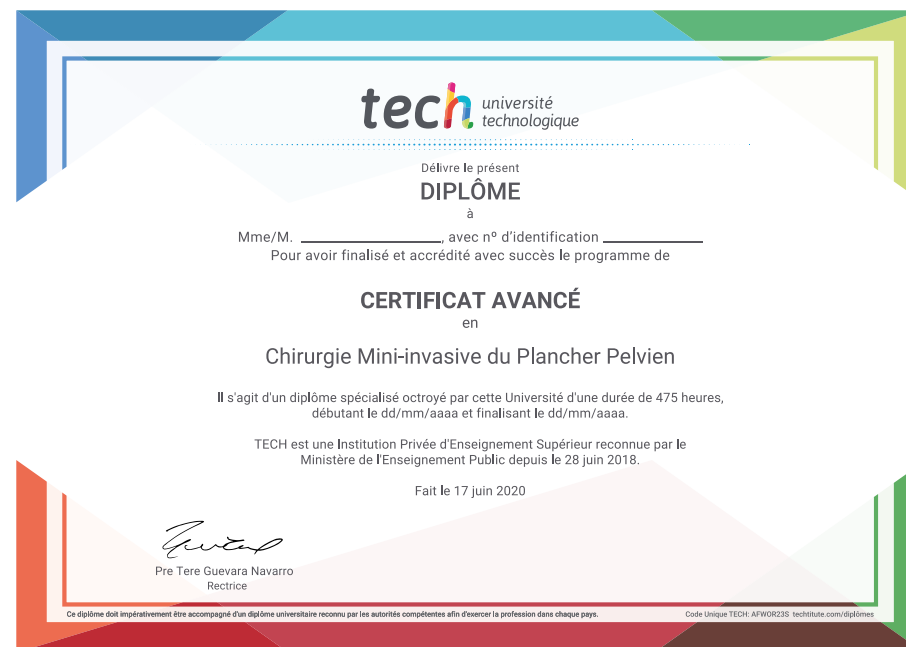 tech université
technologique
Délivre le présent
DIPLÔME
à
Mme/M. ____________________, avec nº d'identification ______________
Pour avoir finalisé et accrédité avec succès le programme de
CERTIFICAT AVANCÉ
en
Chirurgie Mini-invasive du Plancher Pelvien
Il s'agit d'un diplôme spécialisé octroyé par cette Université d'une durée de 475 heures,
débutant le dd/mm/aaaa et finalisant le dd/mm/aaaa.
TECH est une Institution Privée d'Enseignement Supérieur reconnue par le
Ministère de l'Enseignement Public depuis le 28 juin 2018.
Fait le 17 juin 2020
Pre Tere Guevara Navarro
Rectrice
Ce diplôme doit impérativement être accompagné d'un diplôme universitaire reconnu par les autorités compétentes afin d'exercer la profession dans chaque pays.
Code Unique TECH: AFWOR23S techtitute.com/diplômes